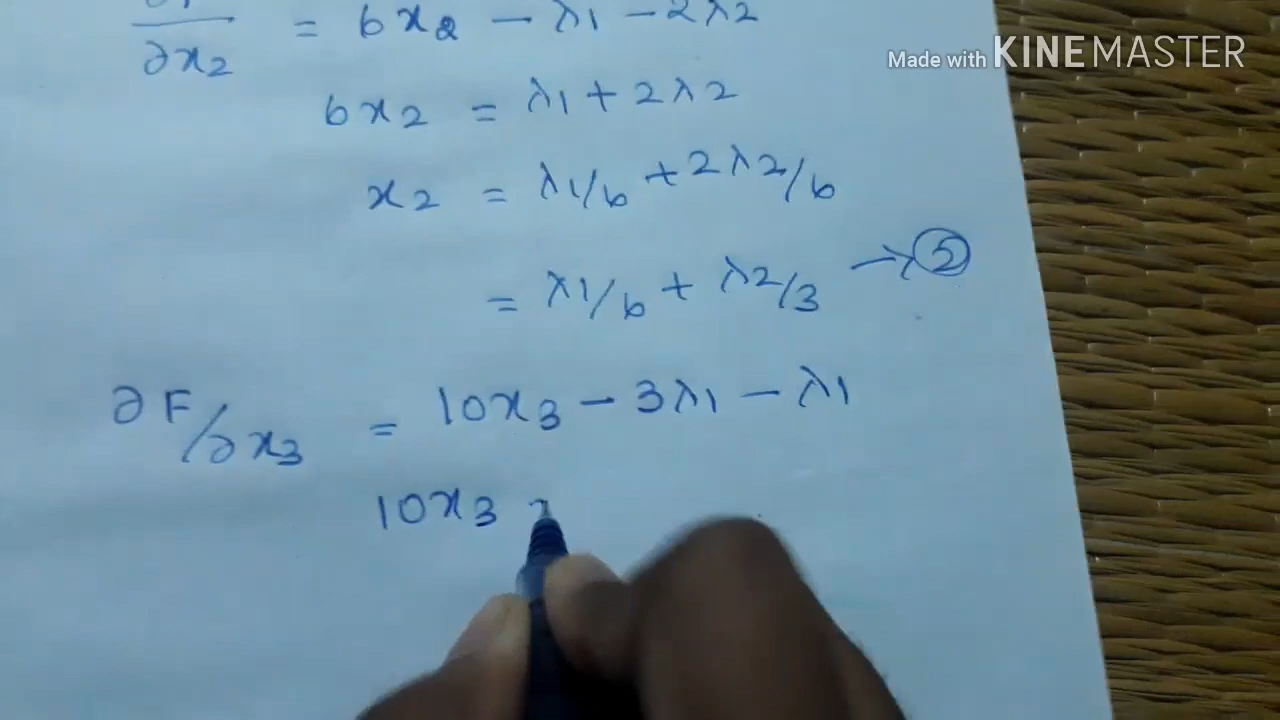 Made with KINEMASTER
∂x2 = 6x2 - λ1 - 2λ2
6x2 = λ1 + 2λ2
x2 = λ1/6 + 2λ2/6
= λ1/6 + λ2/3 → 2
∂F/∂x3 = 10x3 - 3λ1 - λ1
10x3